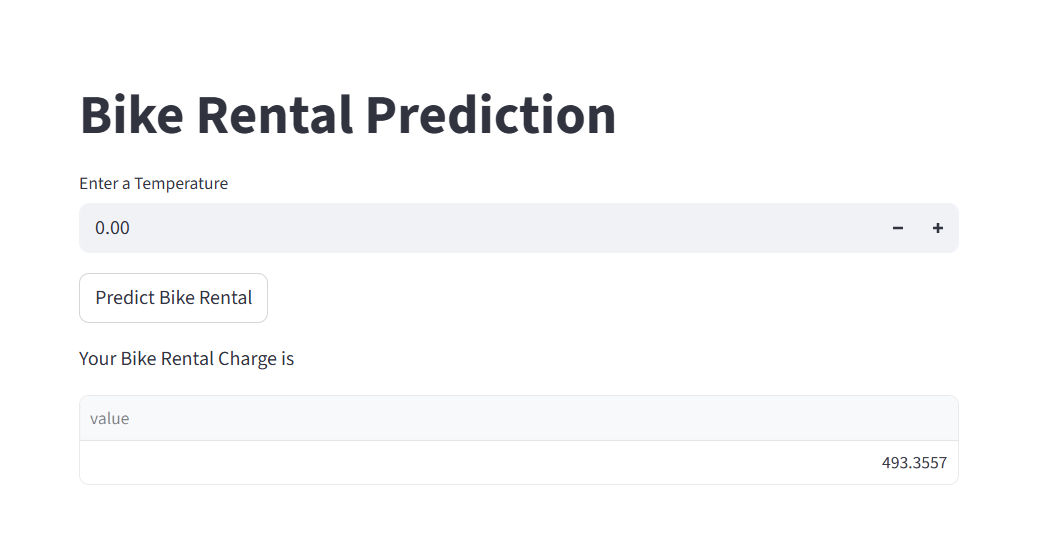 Bike Rental Prediction
Enter a Temperature
0.00 − +
Predict Bike Rental
Your Bike Rental Charge is
value
493.3557